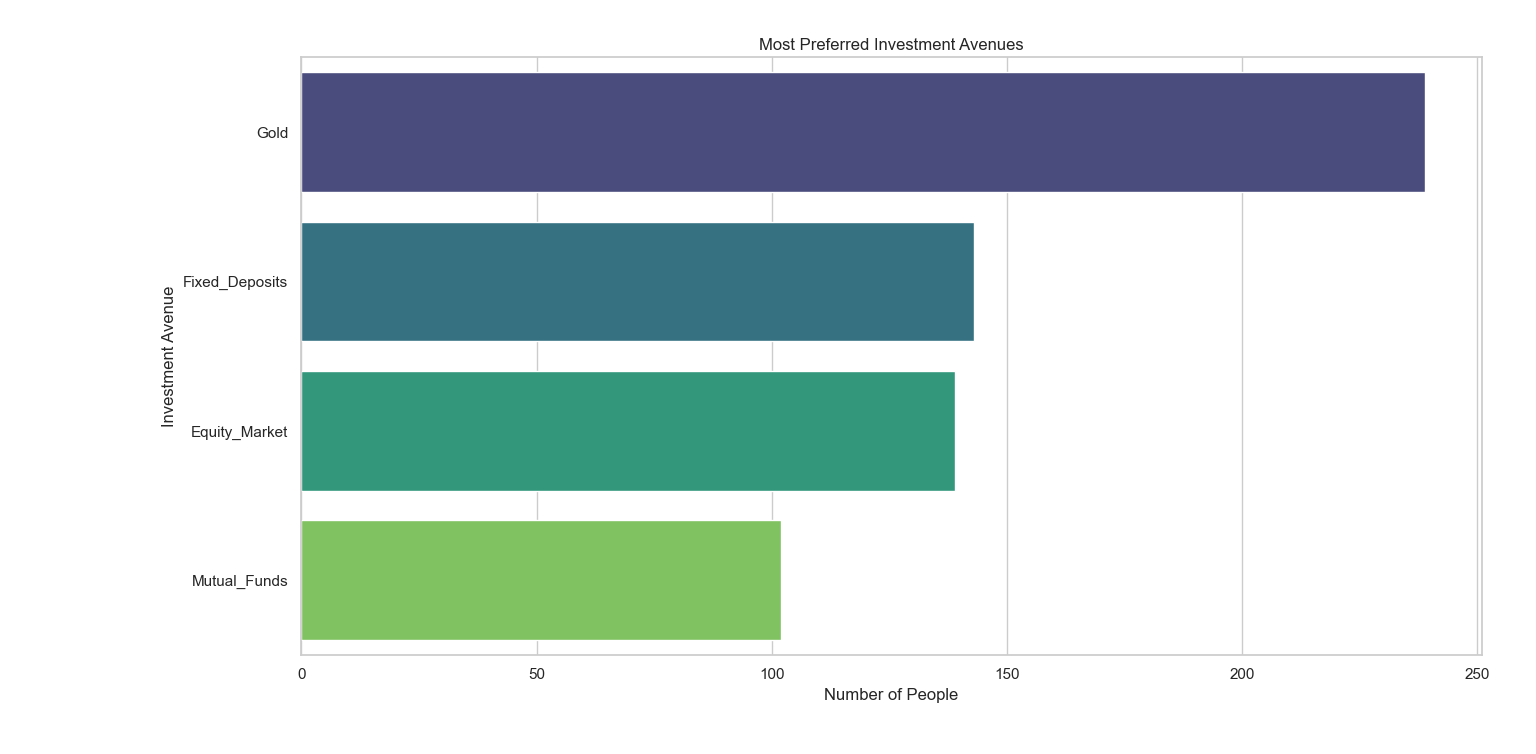 Most Preferred Investment Avenues
Gold
Fixed_Deposits
Equity_Market
Mutual_Funds
Investment Avenue
0 50 100 150 200 250
Number of People